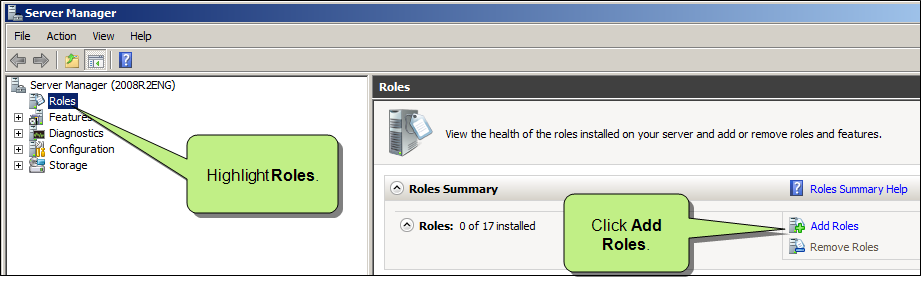 Server Manager
File Action View Help
Server Manager (2008R2ENG)
Roles
Features
Diagnostics
Configuration
Storage
Highlight Roles.
Roles
View the health of the roles installed on your server and add or remove roles and features.
Roles Summary
Roles Summary Help
Roles: 0 of 17 installed
Click Add
Roles.
Add Roles
Remove Roles